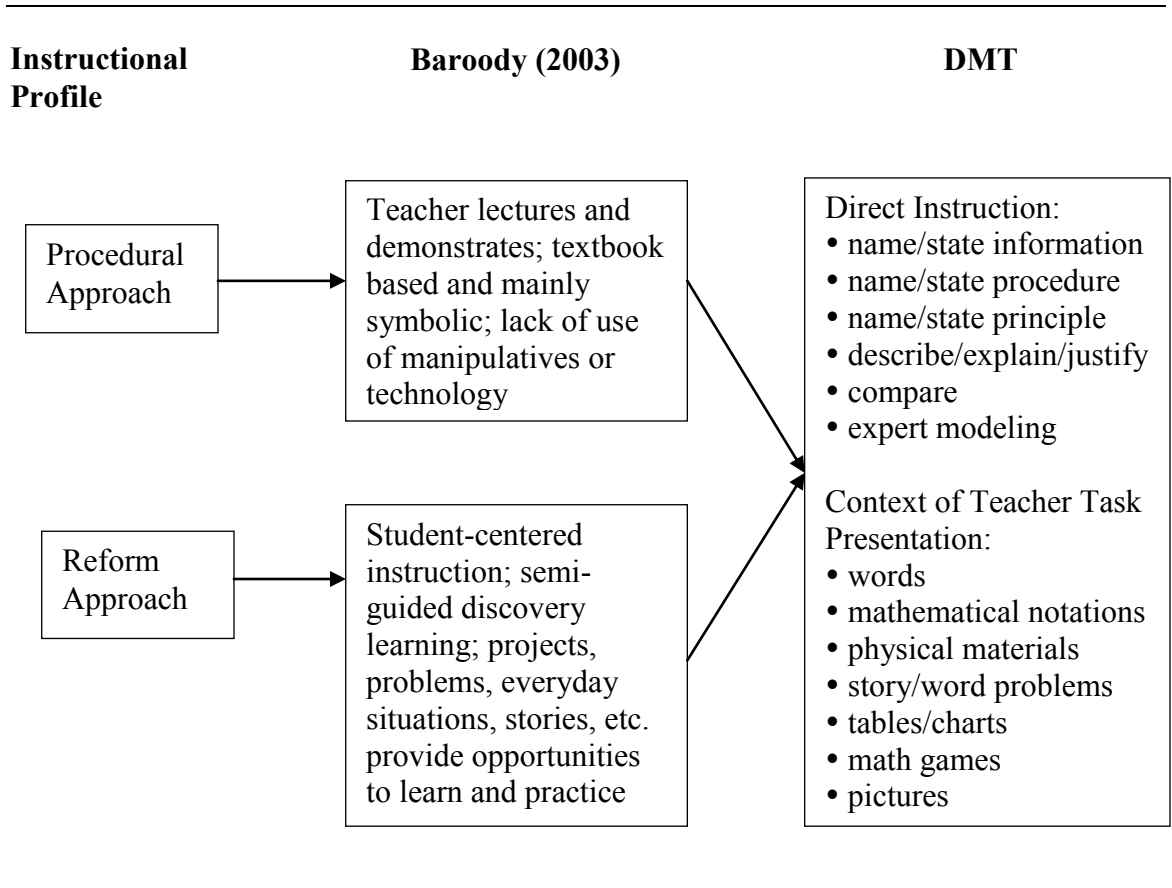 Instructional
Profile
Baroody (2003)
DMT
Procedural
Approach
Teacher lectures and
demonstrates; textbook
based and mainly
symbolic; lack of use
of manipulatives or
technology
Reform
Approach
Student-centered
instruction; semi-
guided discovery
learning; projects,
problems, everyday
situations, stories, etc.
provide opportunities
to learn and practice
Direct Instruction:
• name/state information
• name/state procedure
• name/state principle
• describe/explain/justify
• compare
• expert modeling
Context of Teacher Task
Presentation:
• words
• mathematical notations
• physical materials
• story/word problems
• tables/charts
• math games
• pictures